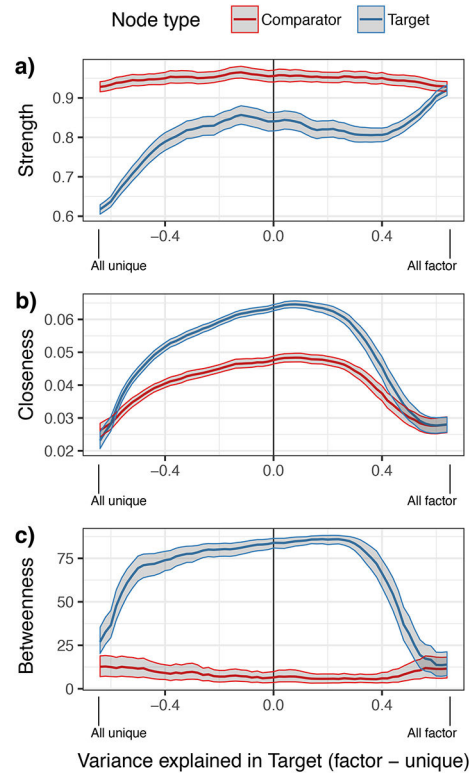 Node type Comparator Target
a)
Strength
0.9
0.8
0.7
0.6
−0.4 0.0 0.4
All unique All factor
b)
Closeness
0.06
0.05
0.04
0.03
0.02
−0.4 0.0 0.4
All unique All factor
c)
Betweenness
75
50
25
0
−0.4 0.0 0.4
All unique All factor
Variance explained in Target (factor − unique)